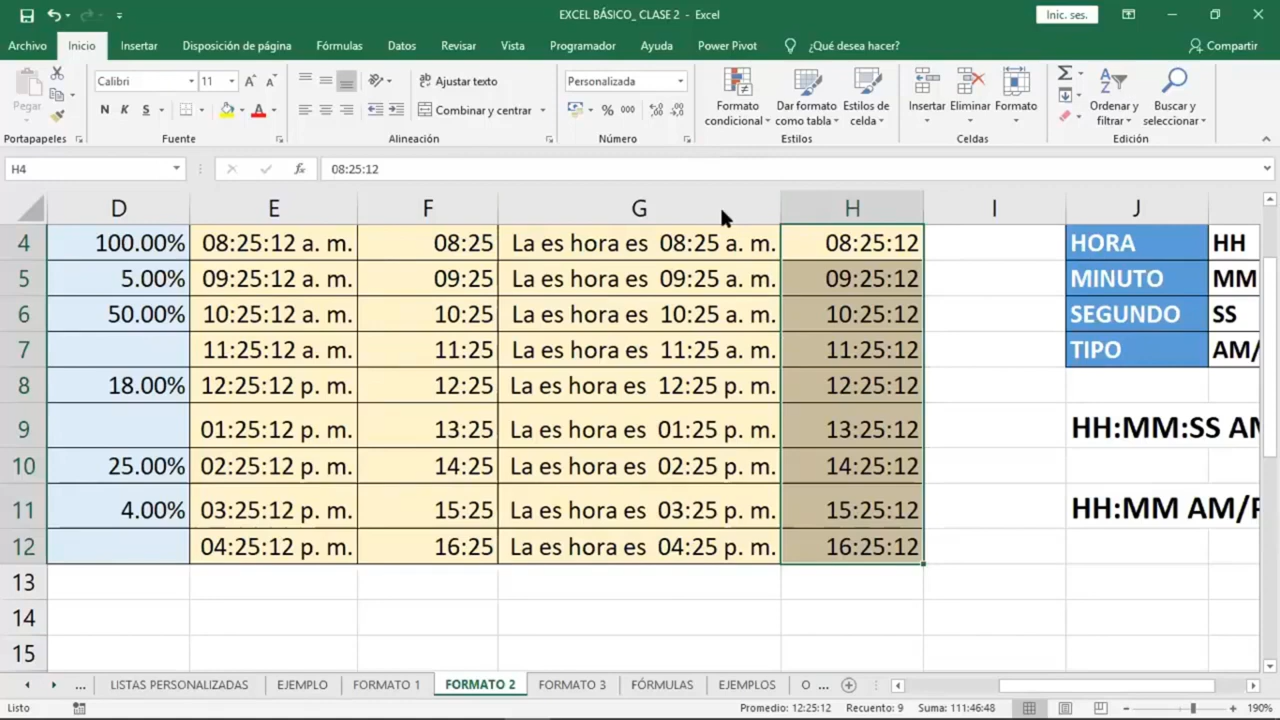 EXCEL BÁSICO_ CLASE 2 - Excel
Inic. ses.
Archivo Inicio Insertar Disposición de página Fórmulas Datos Revisar Vista Programador Ayuda Power Pivot ¿Qué desea hacer? Compartir
Pegar
Calibri 11
N K S
Ajustar texto
Combinar y centrar
Personalizada
% 000
Formato condicional
Dar formato como tabla
Estilos de celda
Insertar Eliminar Formato
Ordenar y filtrar
Buscar y seleccionar
Portapapeles Fuente Alineación Número Estilos Celdas Edición
H4 fx 08:25:12
D E F G H I J
4 100.00% 08:25:12 a. m. 08:25 La es hora es 08:25 a. m. 08:25:12 HORA HH
5 5.00% 09:25:12 a. m. 09:25 La es hora es 09:25 a. m. 09:25:12 MINUTO MM
6 50.00% 10:25:12 a. m. 10:25 La es hora es 10:25 a. m. 10:25:12 SEGUNDO SS
7 11:25:12 a. m. 11:25 La es hora es 11:25 a. m. 11:25:12 TIPO AM/
8 18.00% 12:25:12 p. m. 12:25 La es hora es 12:25 p. m. 12:25:12
9 01:25:12 p. m. 13:25 La es hora es 01:25 p. m. 13:25:12 HH:MM:SS AM
10 25.00% 02:25:12 p. m. 14:25 La es hora es 02:25 p. m. 14:25:12
11 4.00% 03:25:12 p. m. 15:25 La es hora es 03:25 p. m. 15:25:12 HH:MM AM/P
12 04:25:12 p. m. 16:25 La es hora es 04:25 p. m. 16:25:12
13
14
15
... LISTAS PERSONALIZADAS EJEMPLO FORMATO 1 FORMATO 2 FORMATO 3 FÓRMULAS EJEMPLOS O ...
Listo Promedio: 12:25:12 Recuento: 9 Suma: 111:46:48 190%